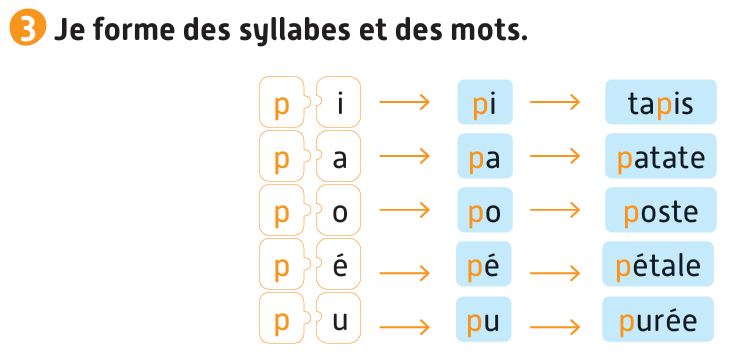 3 Je forme des syllabes et des mots.
p i → pi → tapis
p a → pa → patate
p o → po → poste
p é → pé → pétale
p u → pu → purée